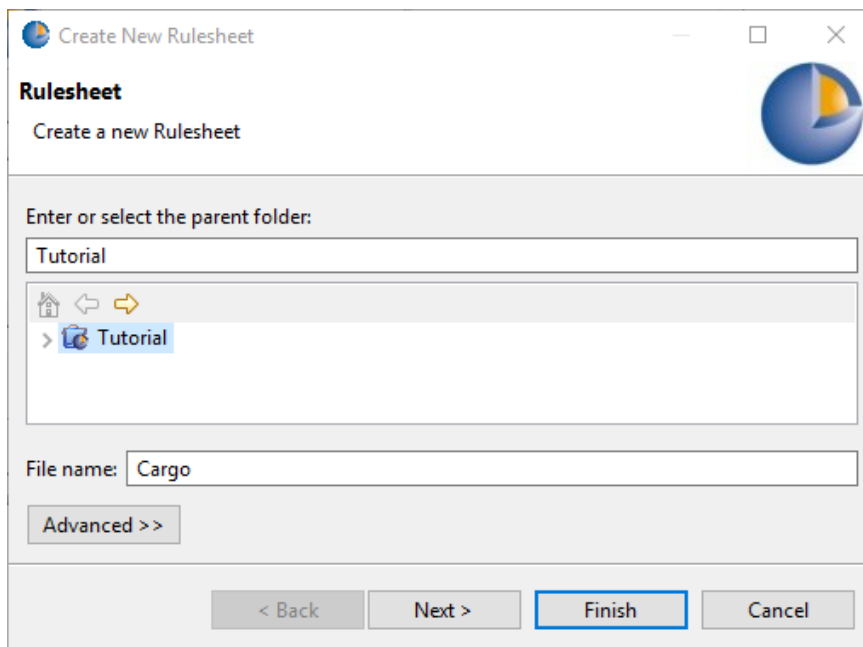 Create New Rulesheet
Rulesheet
Create a new Rulesheet
Enter or select the parent folder:
Tutorial
Tutorial
File name: Cargo
Advanced >>
< Back Next > Finish Cancel